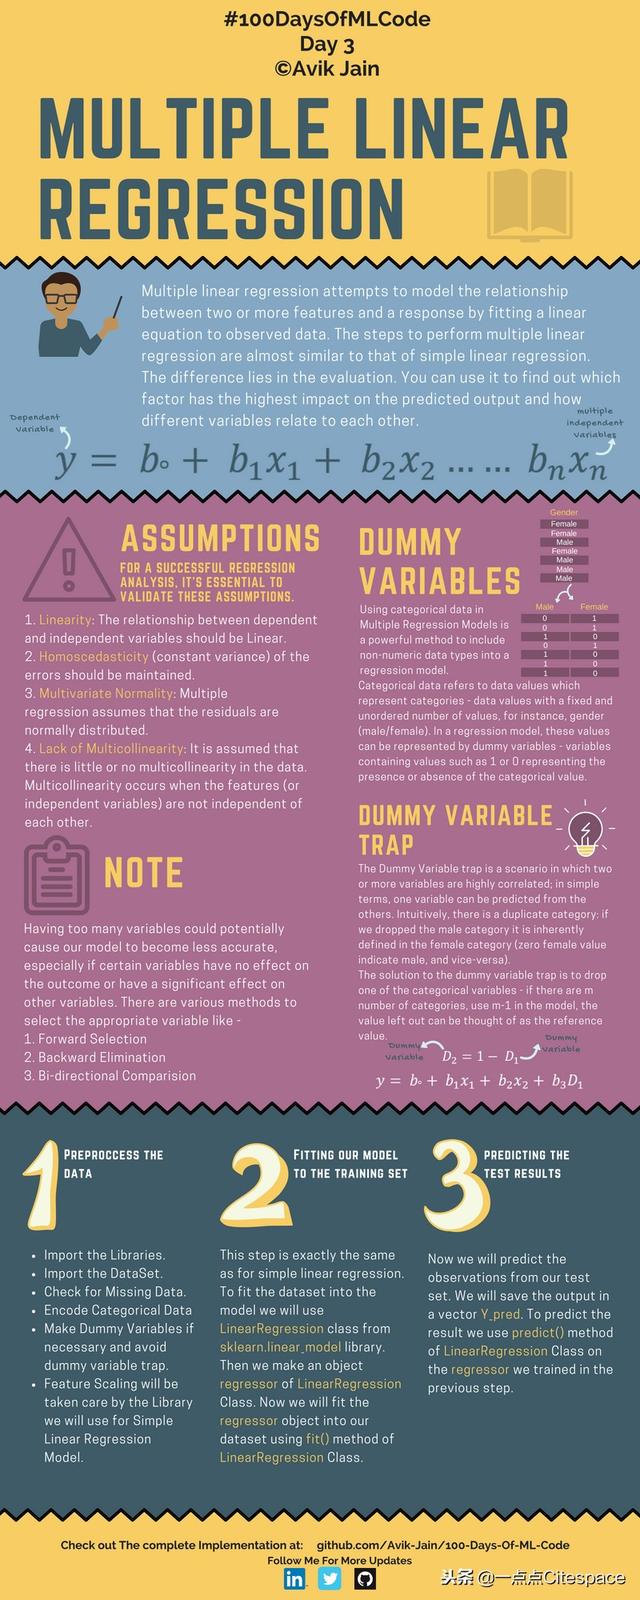 #100DaysOfMLCode
Day 3
©Avik Jain
MULTIPLE LINEAR
REGRESSION
Multiple linear regression attempts to model the relationship
between two or more features and a response by fitting a linear
equation to observed data. The steps to perform multiple linear
regression are almost similar to that of simple linear regression.
The difference lies in the evaluation. You can use it to find out which
factor has the highest impact on the predicted output and how
different variables relate to each other.
Dependent
Variable
multiple
independent
Variables
y = b₀ + b₁x₁ + b₂x₂ ... ... bₙxₙ
ASSUMPTIONS
FOR A SUCCESSFUL REGRESSION
ANALYSIS, IT'S ESSENTIAL TO
VALIDATE THESE ASSUMPTIONS.
1. Linearity: The relationship between dependent
and independent variables should be Linear.
2. Homoscedasticity (constant variance) of the
errors should be maintained.
3. Multivariate Normality: Multiple
regression assumes that the residuals are
normally distributed.
4. Lack of Multicollinearity: It is assumed that
there is little or no multicollinearity in the data.
Multicollinearity occurs when the features (or
independent variables) are not independent of
each other.
NOTE
Having too many variables could potentially
cause our model to become less accurate,
especially if certain variables have no effect on
the outcome or have a significant effect on
other variables. There are various methods to
select the appropriate variable like -
1. Forward Selection
2. Backward Elimination
3. Bi-directional Comparision
DUMMY
VARIABLES
Gender
Female
Female
Male
Female
Male
Male
Male
Male Female
0 1
0 1
1 0
0 1
1 0
1 0
1 0
Using categorical data in
Multiple Regression Models is
a powerful method to include
non-numeric data types into a
regression model.
Categorical data refers to data values which
represent categories - data values with a fixed and
unordered number of values, for instance, gender
(male/female). In a regression model, these values
can be represented by dummy variables - variables
containing values such as 1 or 0 representing the
presence or absence of the categorical value.
DUMMY VARIABLE
TRAP
The Dummy Variable trap is a scenario in which two
or more variables are highly correlated; in simple
terms, one variable can be predicted from the
others. Intuitively, there is a duplicate category: if
we dropped the male category it is inherently
defined in the female category (zero female value
indicate male, and vice-versa).
The solution to the dummy variable trap is to drop
one of the categorical variables - if there are m
number of categories, use m-1 in the model, the
value left out can be thought of as the reference
value.
Dummy
Variable
D₂ = 1 − D₁
Dummy
Variable
y = b₀ + b₁x₁ + b₂x₂ + b₃D₁
1
PREPROCCESS THE
DATA
• Import the Libraries.
• Import the DataSet.
• Check for Missing Data.
• Encode Categorical Data
• Make Dummy Variables if
necessary and avoid
dummy variable trap.
• Feature Scaling will be
taken care by the Library
we will use for Simple
Linear Regression
Model.
2
FITTING OUR MODEL
TO THE TRAINING SET
This step is exactly the same
as for simple linear regression.
To fit the dataset into the
model we will use
LinearRegression class from
sklearn.linear_model library.
Then we make an object
regressor of LinearRegression
Class. Now we will fit the
regressor object into our
dataset using fit() method of
LinearRegression Class.
3
PREDICTING THE
TEST RESULTS
Now we will predict the
observations from our test
set. We will save the output in
a vector Y_pred. To predict the
result we use predict() method
of LinearRegression Class on
the regressor we trained in the
previous step.
Check out The complete Implementation at: github.com/Avik-Jain/100-Days-Of-ML-Code
Follow Me For More Updates
in
头条 @一点点Citespace